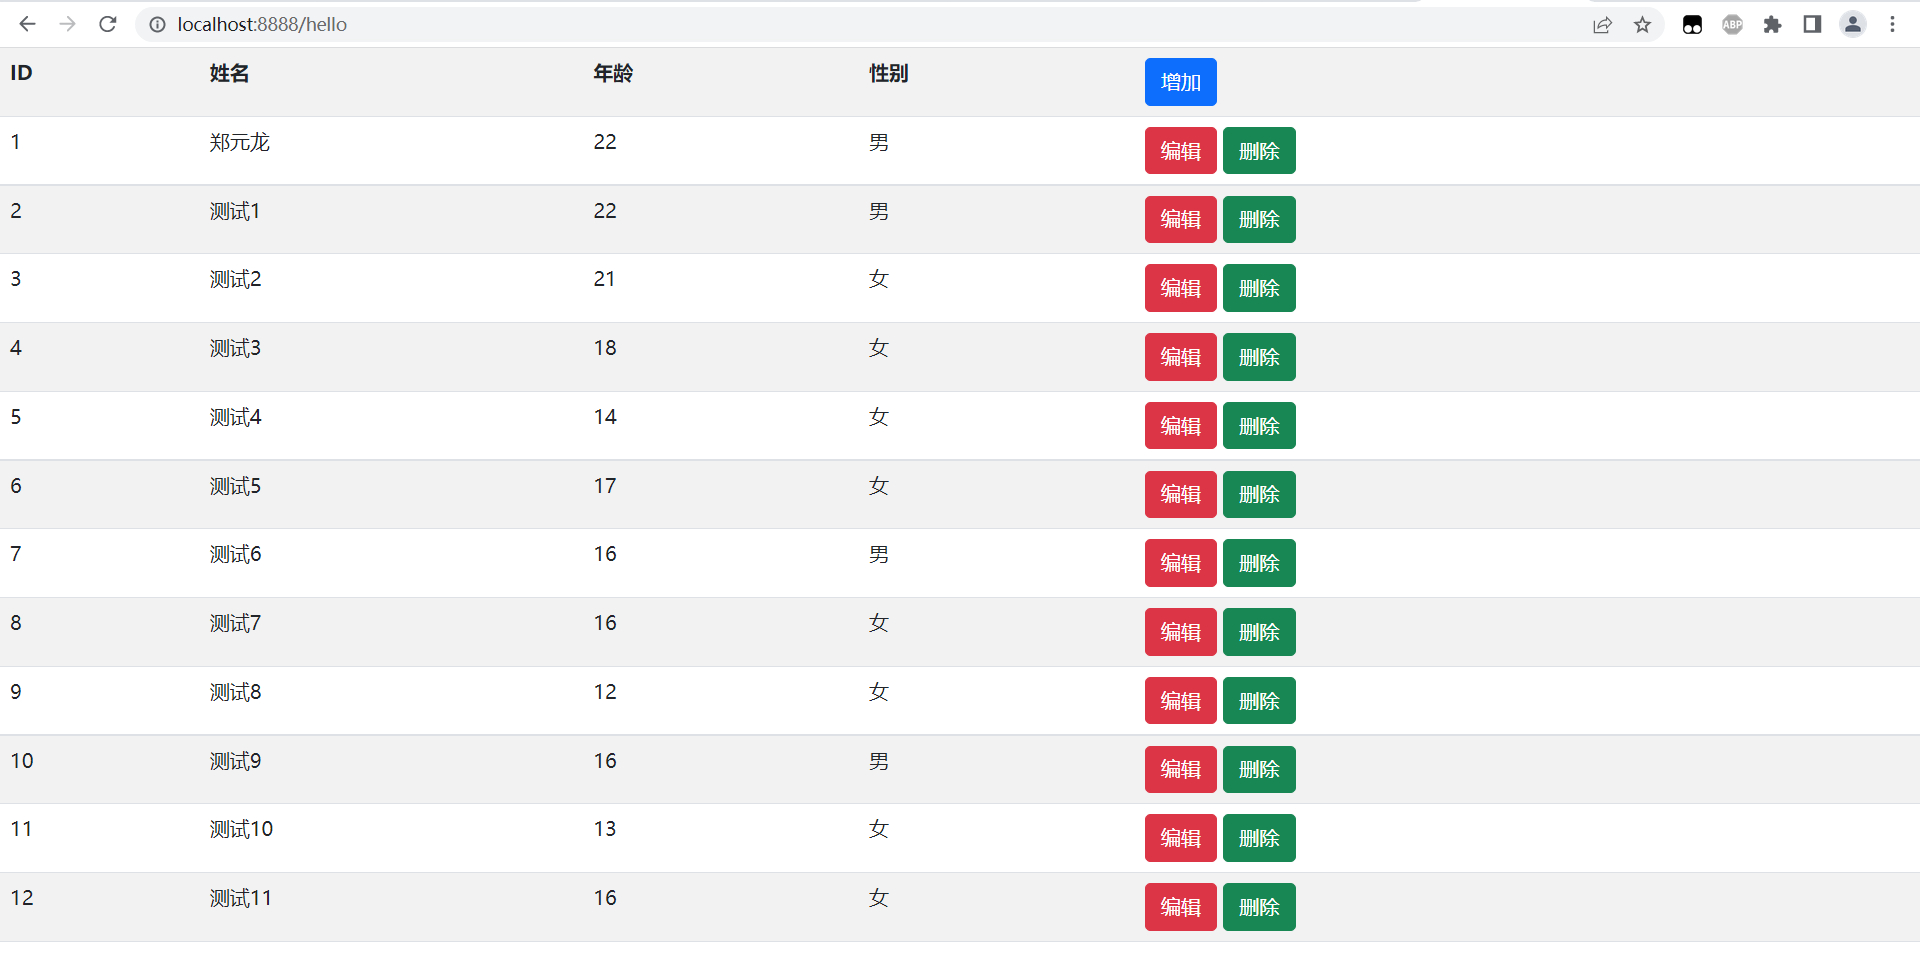 localhost:8888/hello
ABP
ID 姓名 年龄 性别 增加
1 郑元龙 22 男 编辑 删除
2 测试1 22 男 编辑 删除
3 测试2 21 女 编辑 删除
4 测试3 18 女 编辑 删除
5 测试4 14 女 编辑 删除
6 测试5 17 女 编辑 删除
7 测试6 16 男 编辑 删除
8 测试7 16 女 编辑 删除
9 测试8 12 女 编辑 删除
10 测试9 16 男 编辑 删除
11 测试10 13 女 编辑 删除
12 测试11 16 女 编辑 删除